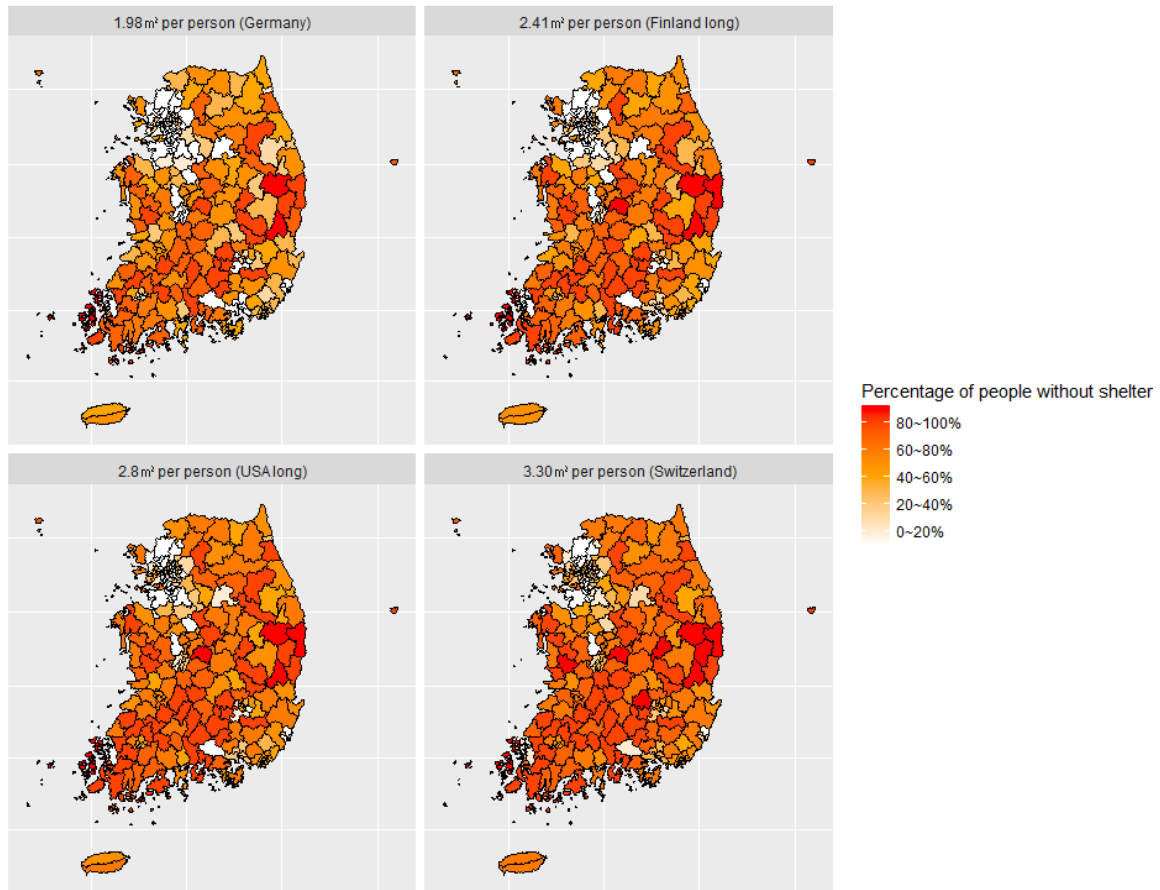 1.98㎡ per person (Germany)
2.41㎡ per person (Finland long)
2.8㎡ per person (USA long)
3.30㎡ per person (Switzerland)
Percentage of people without shelter
80~100%
60~80%
40~60%
20~40%
0~20%